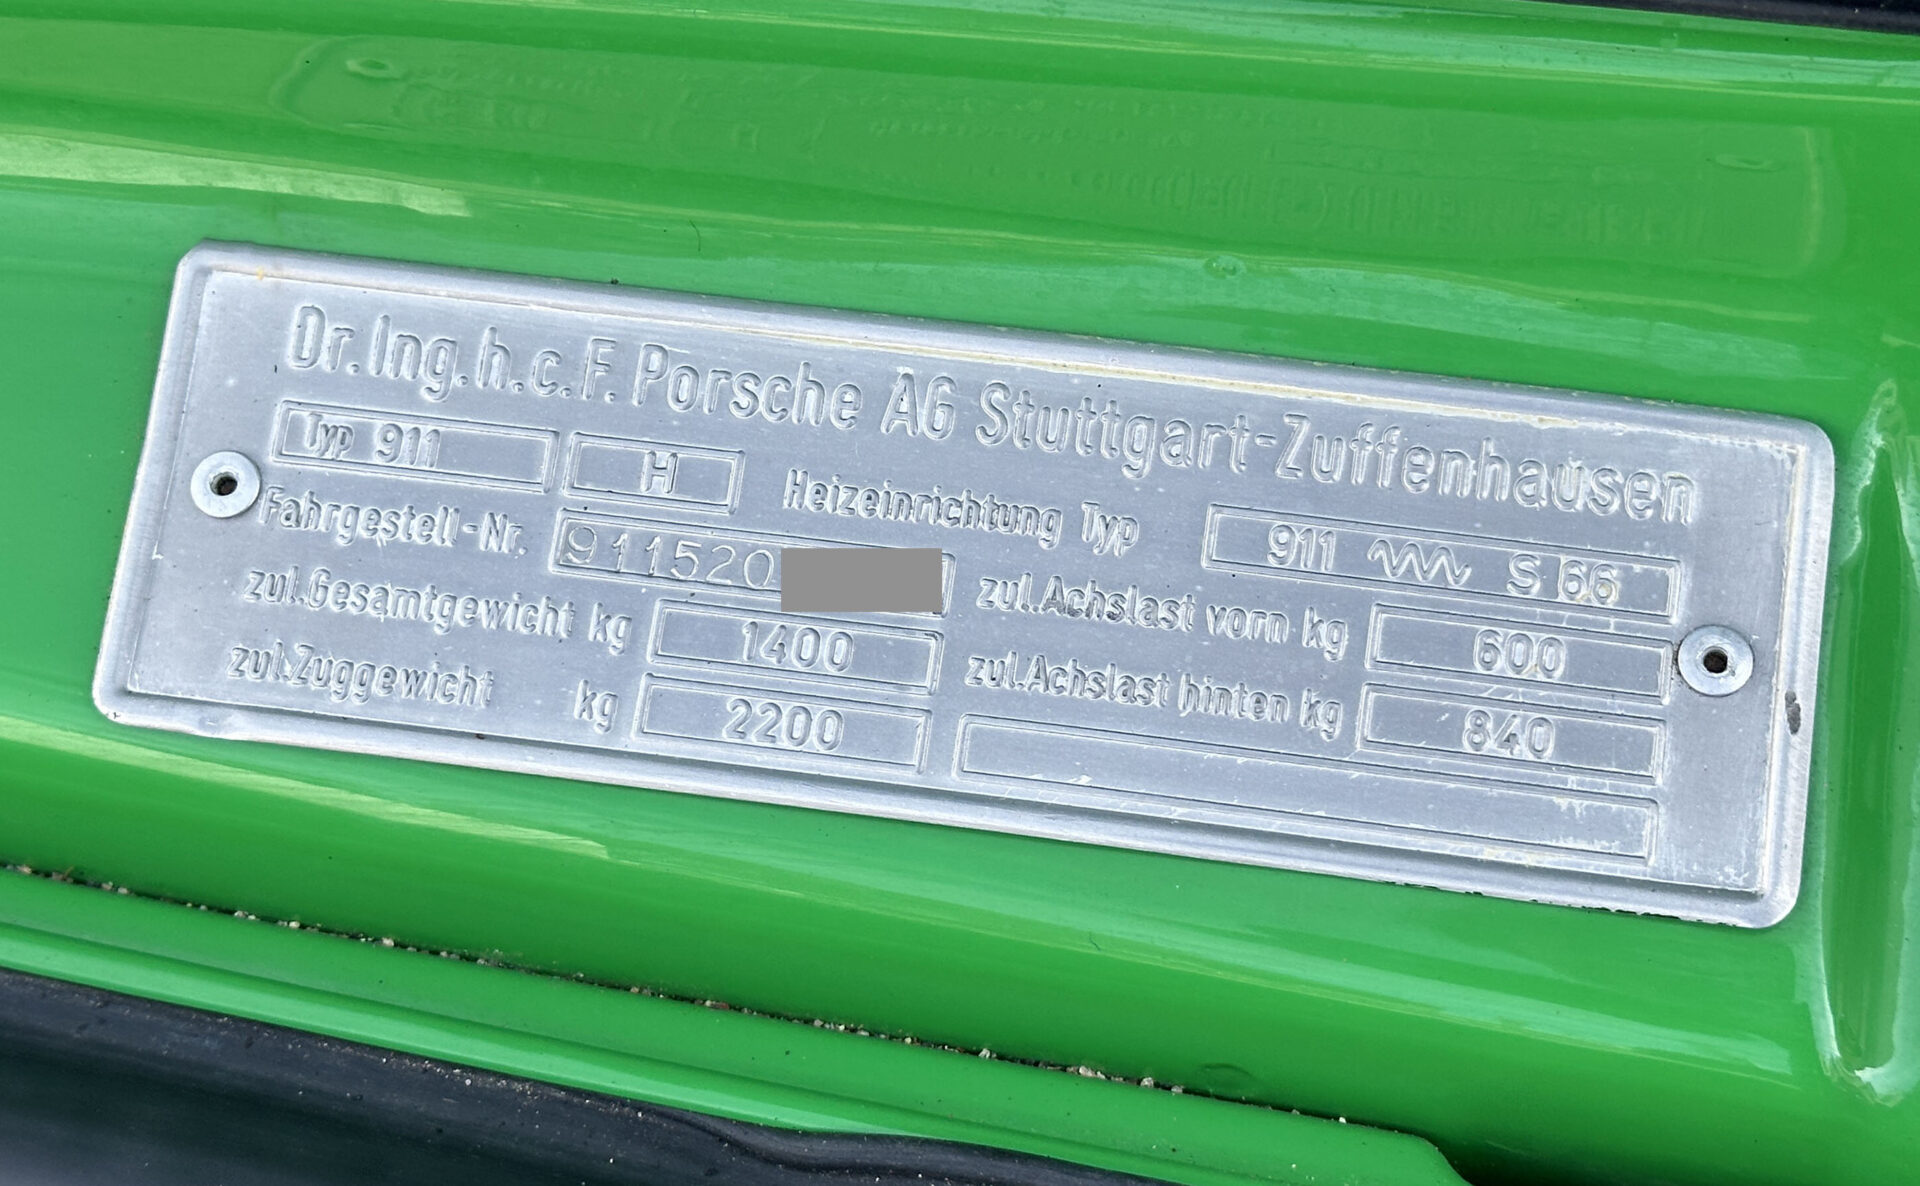 Dr. Ing. h. c. F. Porsche AG Stuttgart-Zuffenhausen
Typ 911 H Heizeinrichtung Typ 911 S 66
Fahrgestell-Nr. 911520 zul. Achslast vorn kg 600
zul. Gesamtgewicht kg 1400 zul. Achslast hinten kg 840
zul. Zuggewicht kg 2200